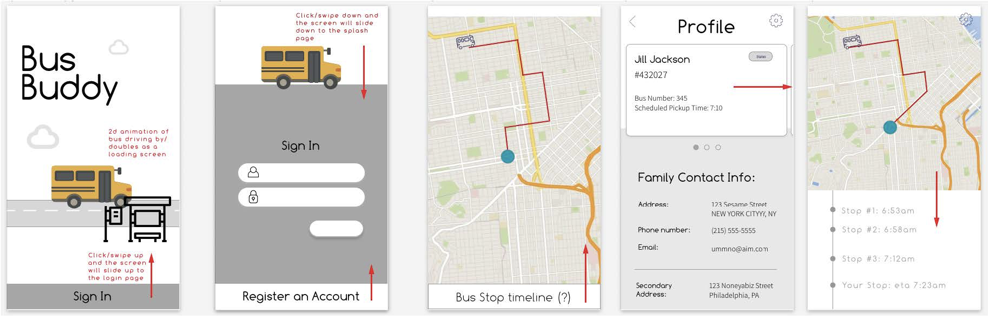 Bus
Buddy
2d animation of
bus driving by/
doubles as a
loading screen
Click/swipe up
and the screen
will slide up to
the login page
Sign In
Click/swipe down and
the screen will slide
down to the splash
page
Sign In
Register an Account
Bus Stop timeline (?)
Profile
Jill Jackson
#432027
Bus Number: 345
Scheduled Pickup Time: 7:10
Family Contact Info:
Address:
123 Sesame Street
NEW YORK CITYYY, NY
Phone number:
(215) 555-5555
Email:
ummno@aim.com
Secondary
Address:
123 Noneyabiz Street
Philadelphia, PA
Stop #1: 6:53am
Stop #2: 6:58am
Stop #3: 7:12am
Your Stop: eta 7:23am